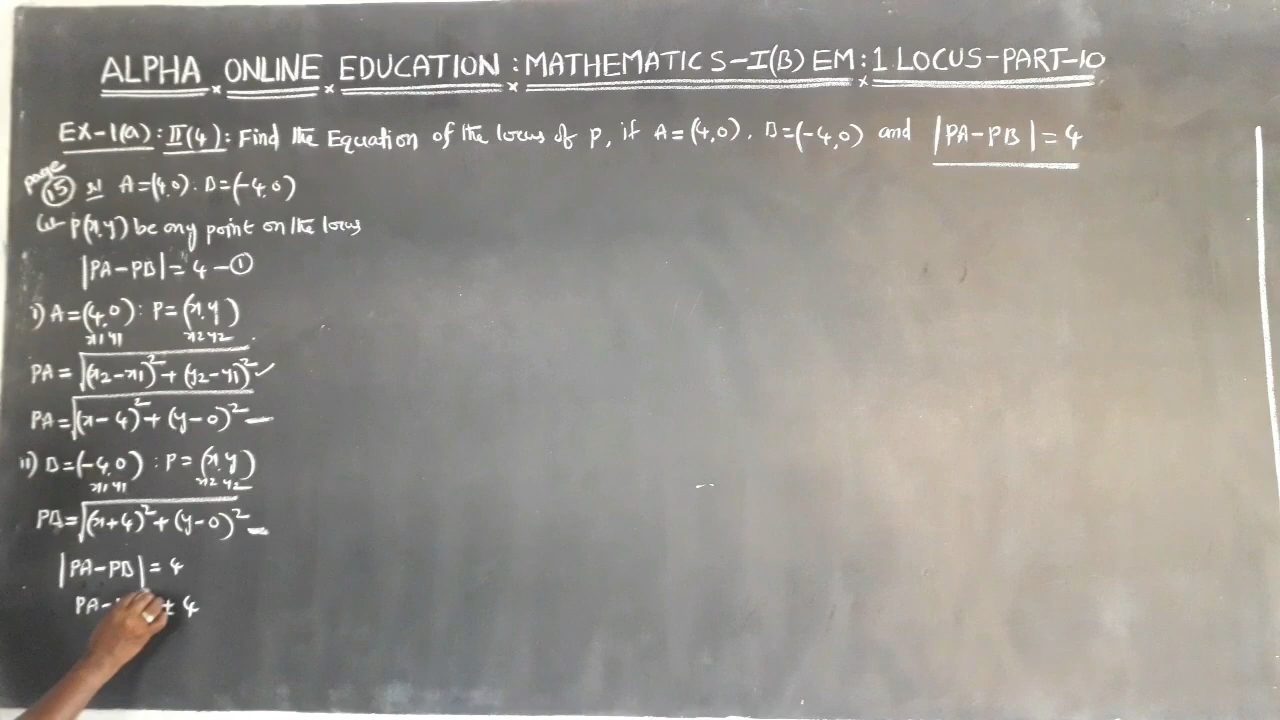 ALPHA ONLINE EDUCATION : MATHEMATICS-I(B) EM : 1 LOCUS-PART-10
EX-1(a) : II(4) : Find the Equation of the locus of P, if A=(4,0), B=(-4,0) and |PA-PB|=4
page
15 sol A=(4,0). B=(-4,0)
let P(x,y) be any point on the locus
|PA-PB|=4-①
i) A=(4,0): P=(x,y)
x1 y1 x2 y2
PA=√(x2-x1)²+(y2-y1)² ✓
PA=√(x-4)²+(y-0)²
ii) B=(-4,0) : P=(x,y)
x1 y1 x2 y2
PB=√(x+4)²+(y-0)²
|PA-PB|=4
PA- ± 4